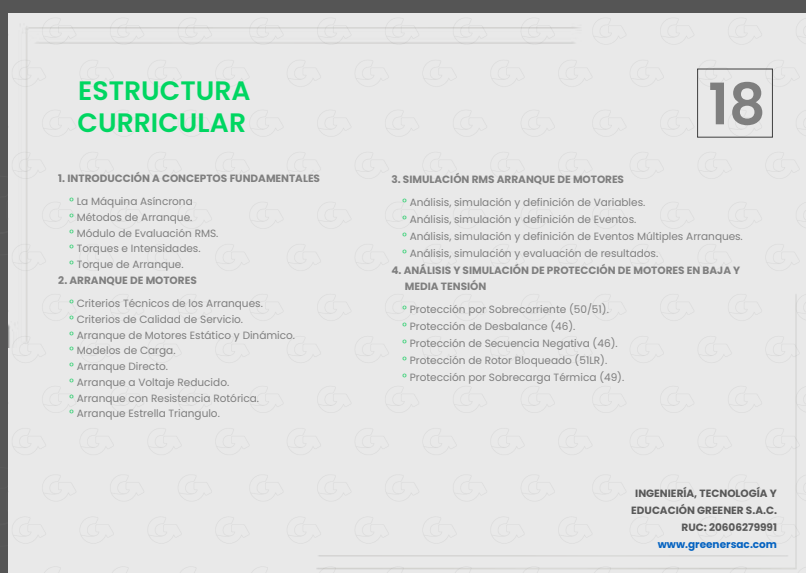 ESTRUCTURA
CURRICULAR
18
1. INTRODUCCIÓN A CONCEPTOS FUNDAMENTALES
° La Máquina Asíncrona
° Métodos de Arranque.
° Módulo de Evaluación RMS.
° Torques e Intensidades.
° Torque de Arranque.
2. ARRANQUE DE MOTORES
° Criterios Técnicos de los Arranques.
° Criterios de Calidad de Servicio.
° Arranque de Motores Estático y Dinámico.
° Modelos de Carga.
° Arranque Directo.
° Arranque a Voltaje Reducido.
° Arranque con Resistencia Rotórica.
° Arranque Estrella Triangulo.
3. SIMULACIÓN RMS ARRANQUE DE MOTORES
° Análisis, simulación y definición de Variables.
° Análisis, simulación y definición de Eventos.
° Análisis, simulación y definición de Eventos Múltiples Arranques.
° Análisis, simulación y evaluación de resultados.
4. ANÁLISIS Y SIMULACIÓN DE PROTECCIÓN DE MOTORES EN BAJA Y
MEDIA TENSIÓN
° Protección por Sobrecorriente (50/51).
° Protección de Desbalance (46).
° Protección de Secuencia Negativa (46).
° Protección de Rotor Bloqueado (51LR).
° Protección por Sobrecarga Térmica (49).
INGENIERÍA, TECNOLOGÍA Y
EDUCACIÓN GREENER S.A.C.
RUC: 20606279991
www.greenersac.com